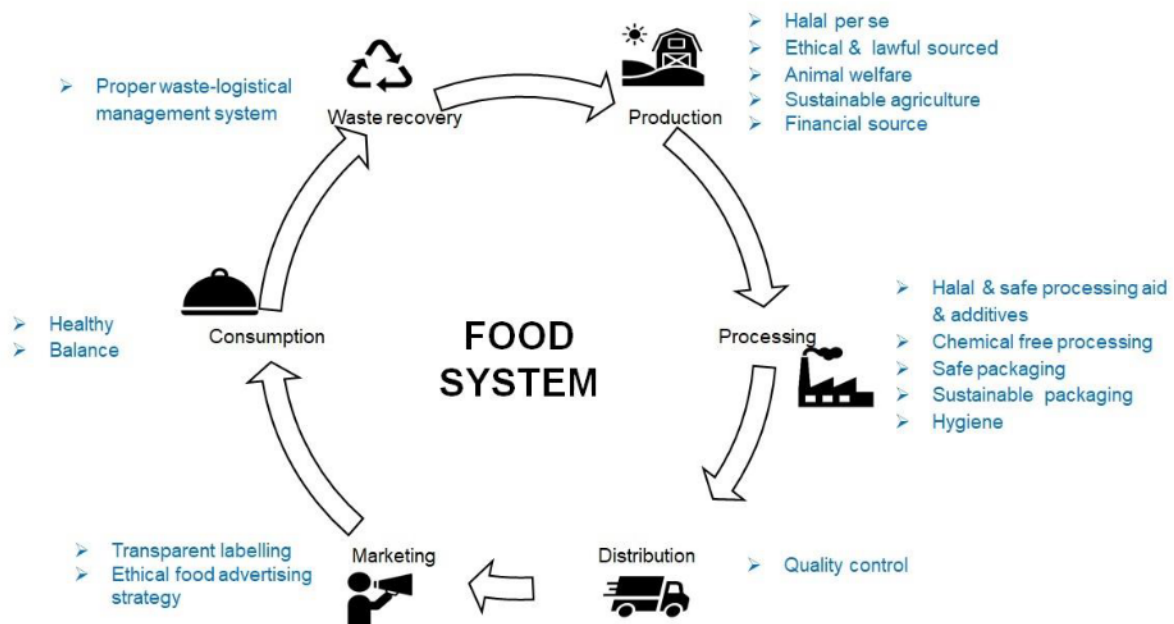 Halal per se
Ethical & lawful sourced
Animal welfare
Sustainable agriculture
Financial source
Proper waste-logistical
management system
Waste recovery
Production
Halal & safe processing aid
& additives
Chemical free processing
Safe packaging
Sustainable packaging
Hygiene
Healthy
Balance
Consumption
FOOD
SYSTEM
Processing
Transparent labelling
Ethical food advertising
strategy
Marketing
Distribution
Quality control